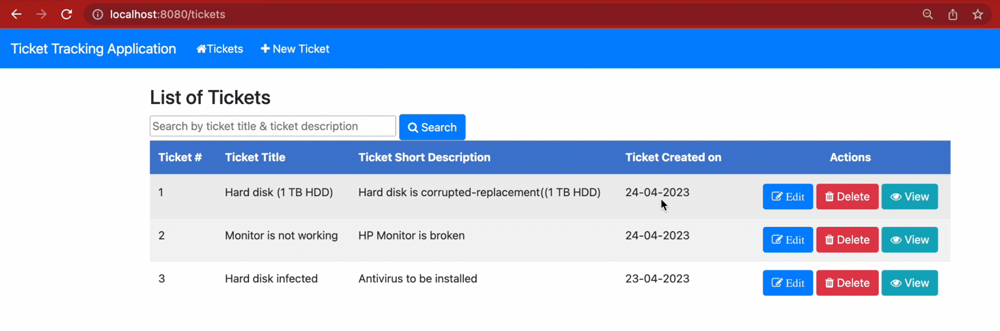 localhost:8080/tickets
Ticket Tracking Application Tickets New Ticket
List of Tickets
Search by ticket title & ticket description Search
Ticket # Ticket Title Ticket Short Description Ticket Created on Actions
1 Hard disk (1 TB HDD) Hard disk is corrupted-replacement((1 TB HDD) 24-04-2023 Edit Delete View
2 Monitor is not working HP Monitor is broken 24-04-2023 Edit Delete View
3 Hard disk infected Antivirus to be installed 23-04-2023 Edit Delete View